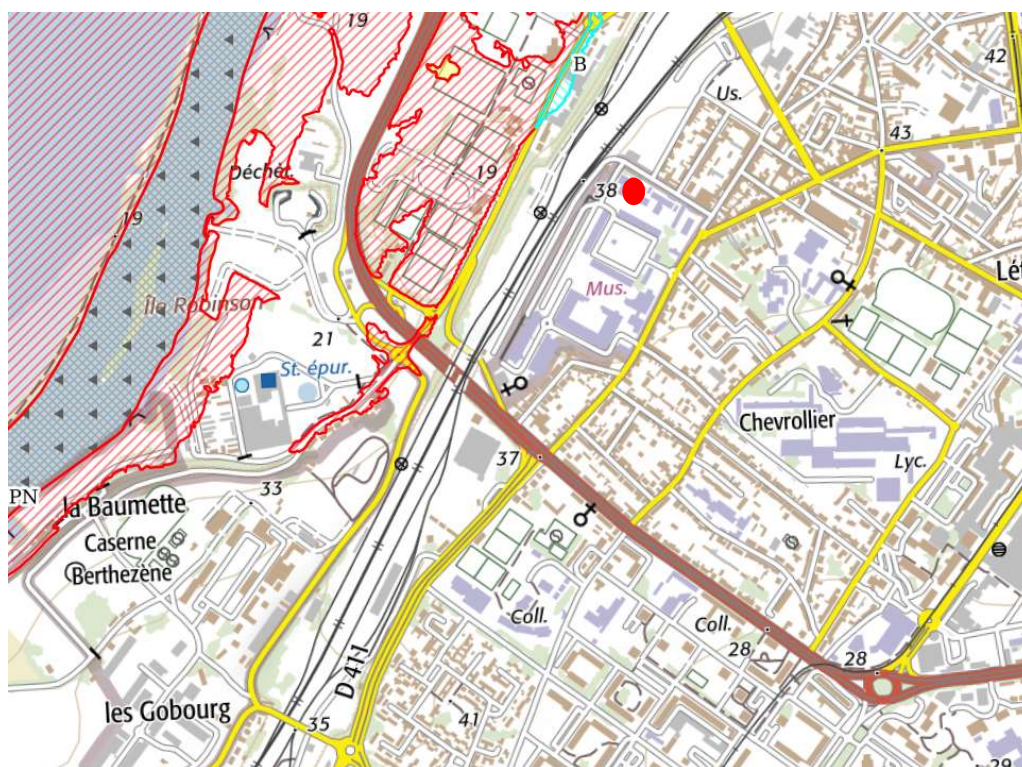 19
B
42
Us.
43
Déchet.
19
38
19
Île Robinson
Mus.
Lé
21
St. épur.
Chevrollier
37
Lyc.
PN
la Baumette
33
Caserne
Berthezène
Coll.
Coll.
28
28
D 411
les Gobourg
41
35
29